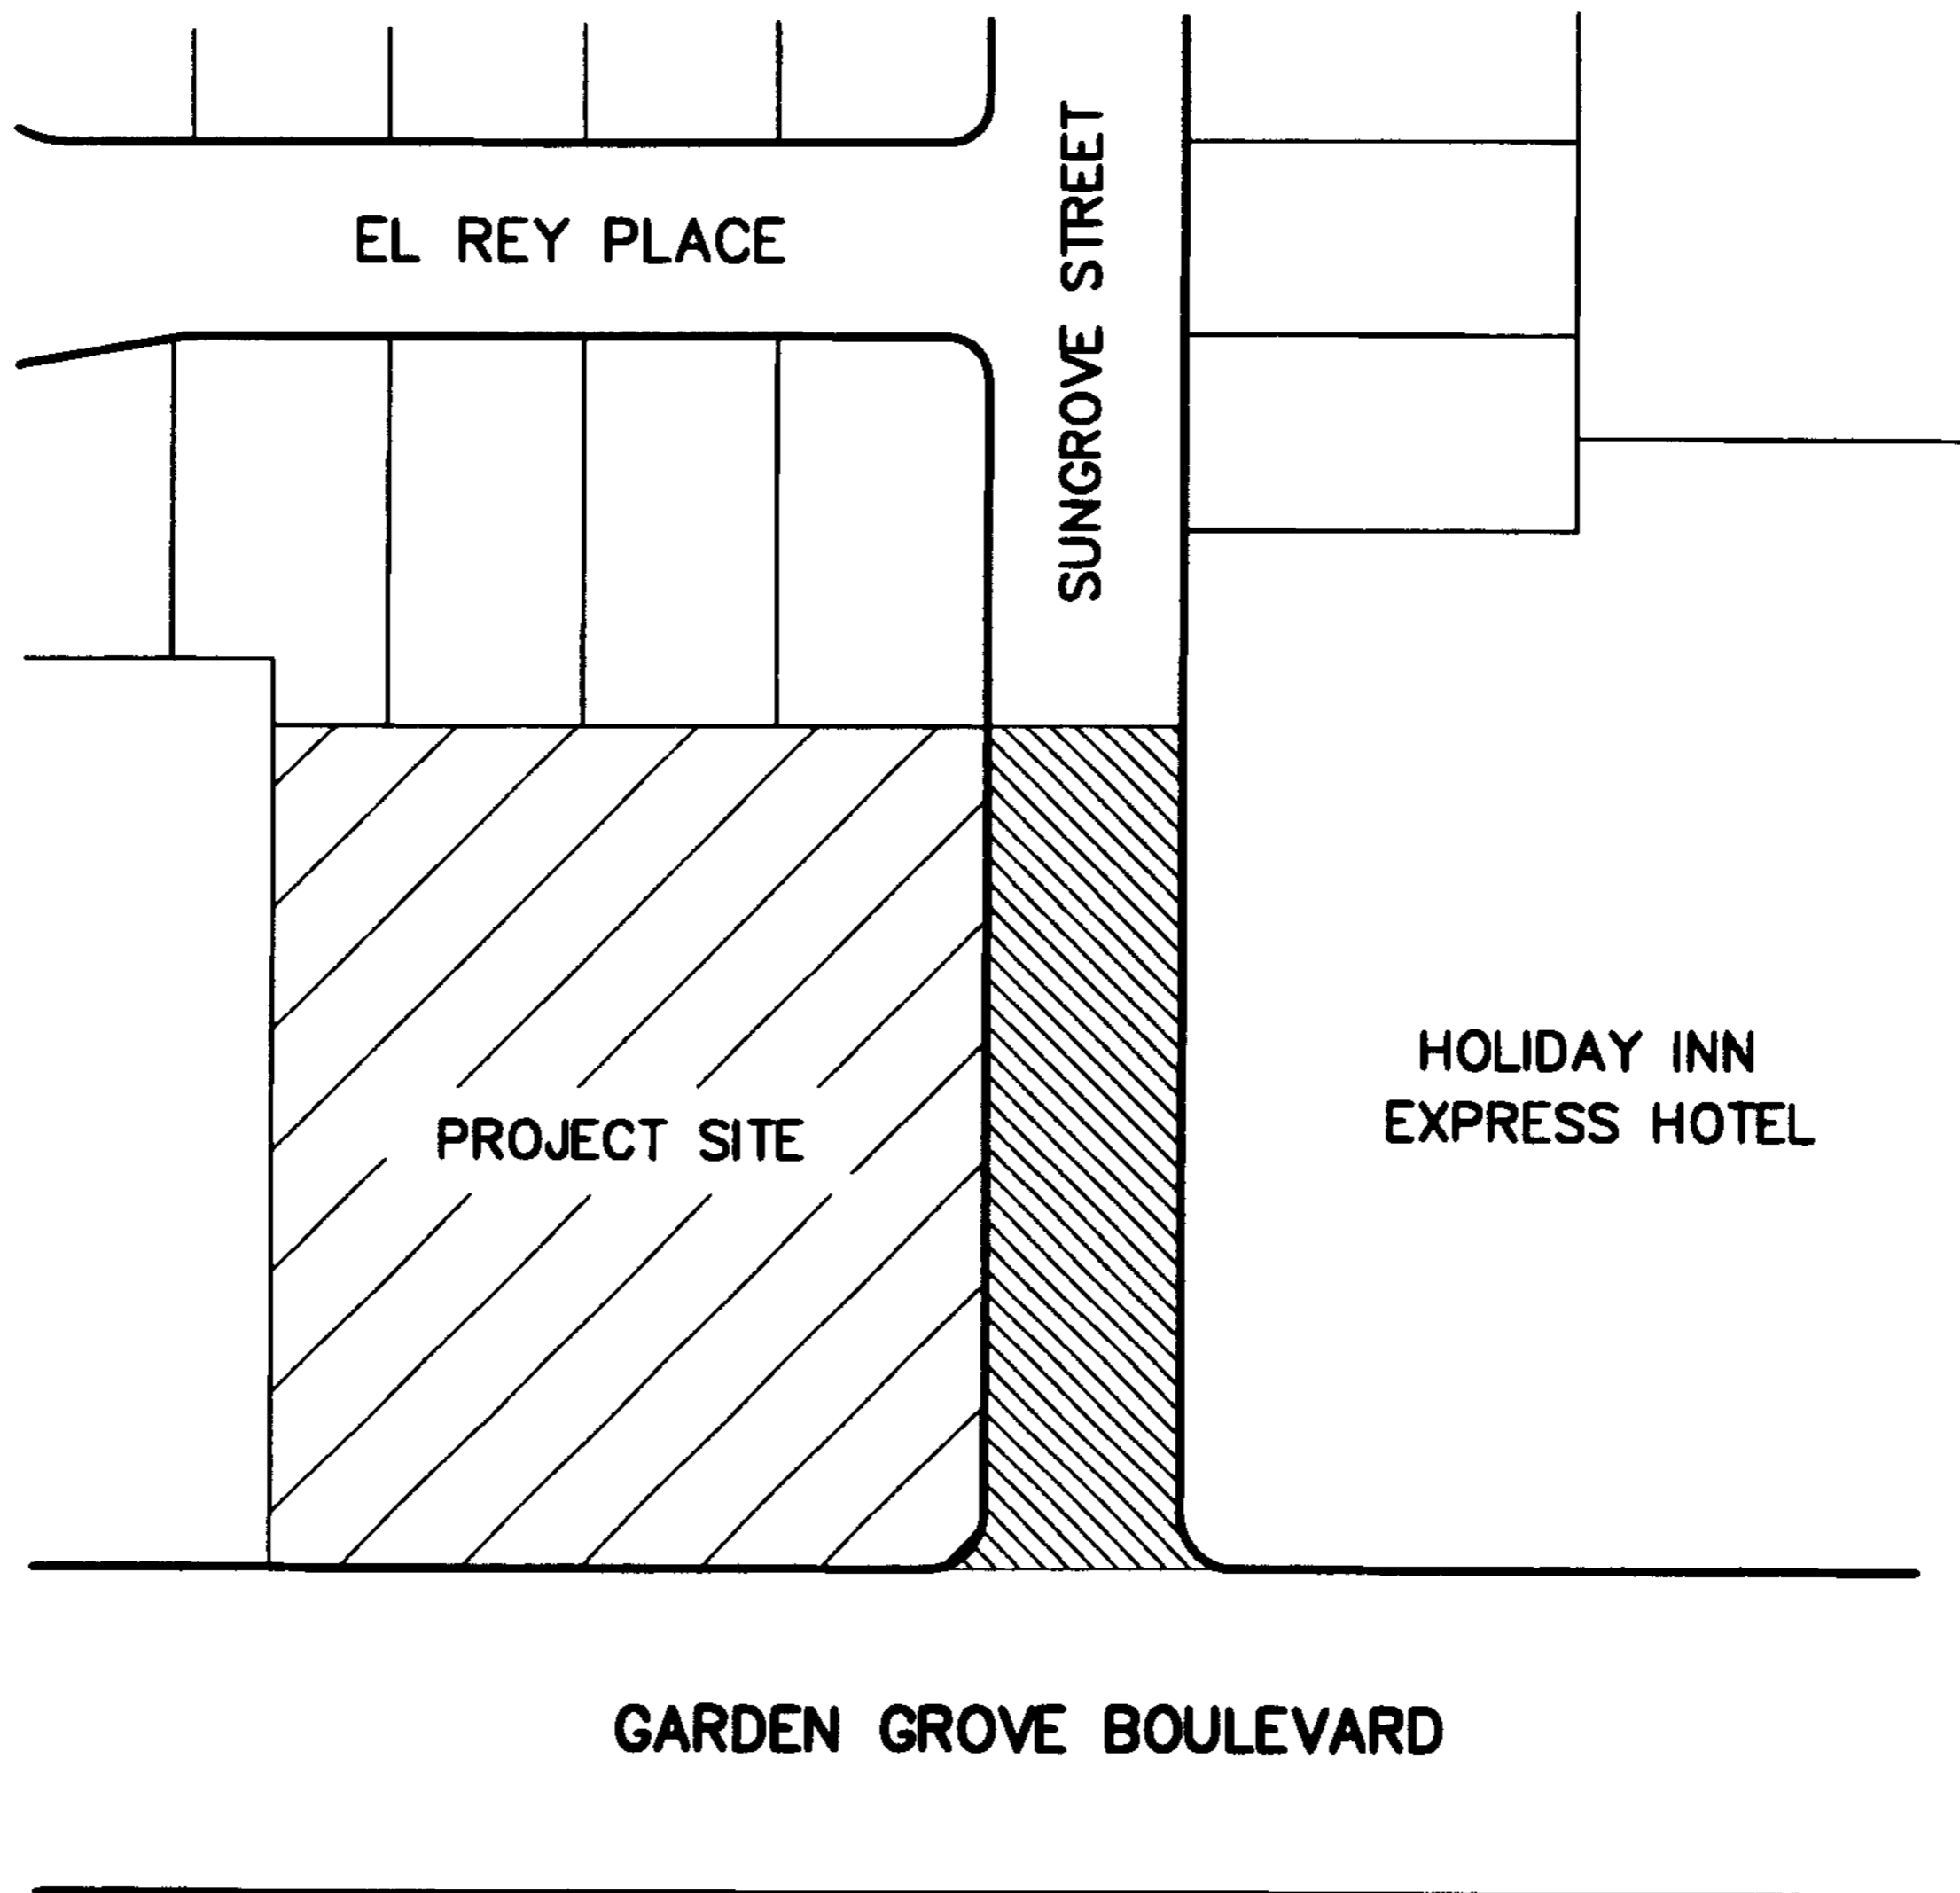 EL REY PLACE
SUNGROVE STREET
PROJECT SITE
HOLIDAY INN
EXPRESS HOTEL
GARDEN GROVE BOULEVARD